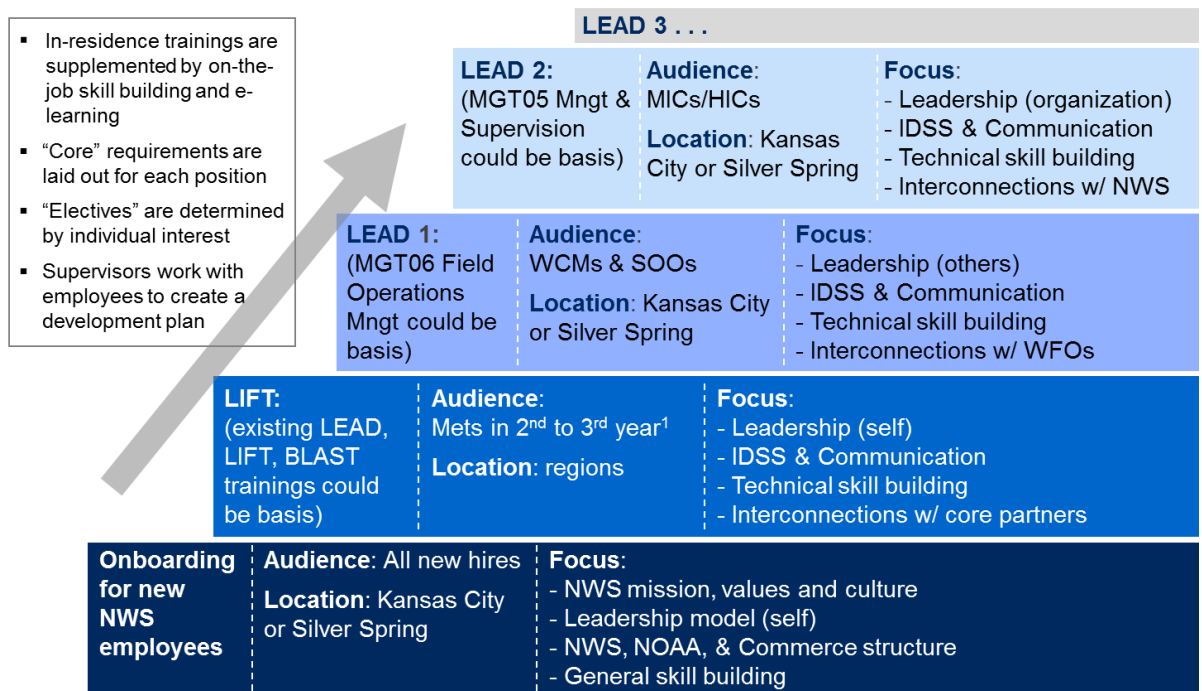 ▪ In-residence trainings are
supplemented by on-the-
job skill building and e-
learning
▪ “Core” requirements are
laid out for each position
▪ “Electives” are determined
by individual interest
▪ Supervisors work with
employees to create a
development plan
LEAD 3 . . .
LEAD 2:
(MGT05 Mngt &
Supervision
could be basis)
Audience:
MICs/HICs
Location: Kansas
City or Silver Spring
Focus:
- Leadership (organization)
- IDSS & Communication
- Technical skill building
- Interconnections w/ NWS
LEAD 1:
(MGT06 Field
Operations
Mngt could be
basis)
Audience:
WCMs & SOOs
Location: Kansas City
or Silver Spring
Focus:
- Leadership (others)
- IDSS & Communication
- Technical skill building
- Interconnections w/ WFOs
LIFT:
(existing LEAD,
LIFT, BLAST
trainings could
be basis)
Audience:
Mets in 2nd to 3rd year1
Location: regions
Focus:
- Leadership (self)
- IDSS & Communication
- Technical skill building
- Interconnections w/ core partners
Onboarding
for new
NWS
employees
Audience: All new hires
Location: Kansas City
or Silver Spring
Focus:
- NWS mission, values and culture
- Leadership model (self)
- NWS, NOAA, & Commerce structure
- General skill building